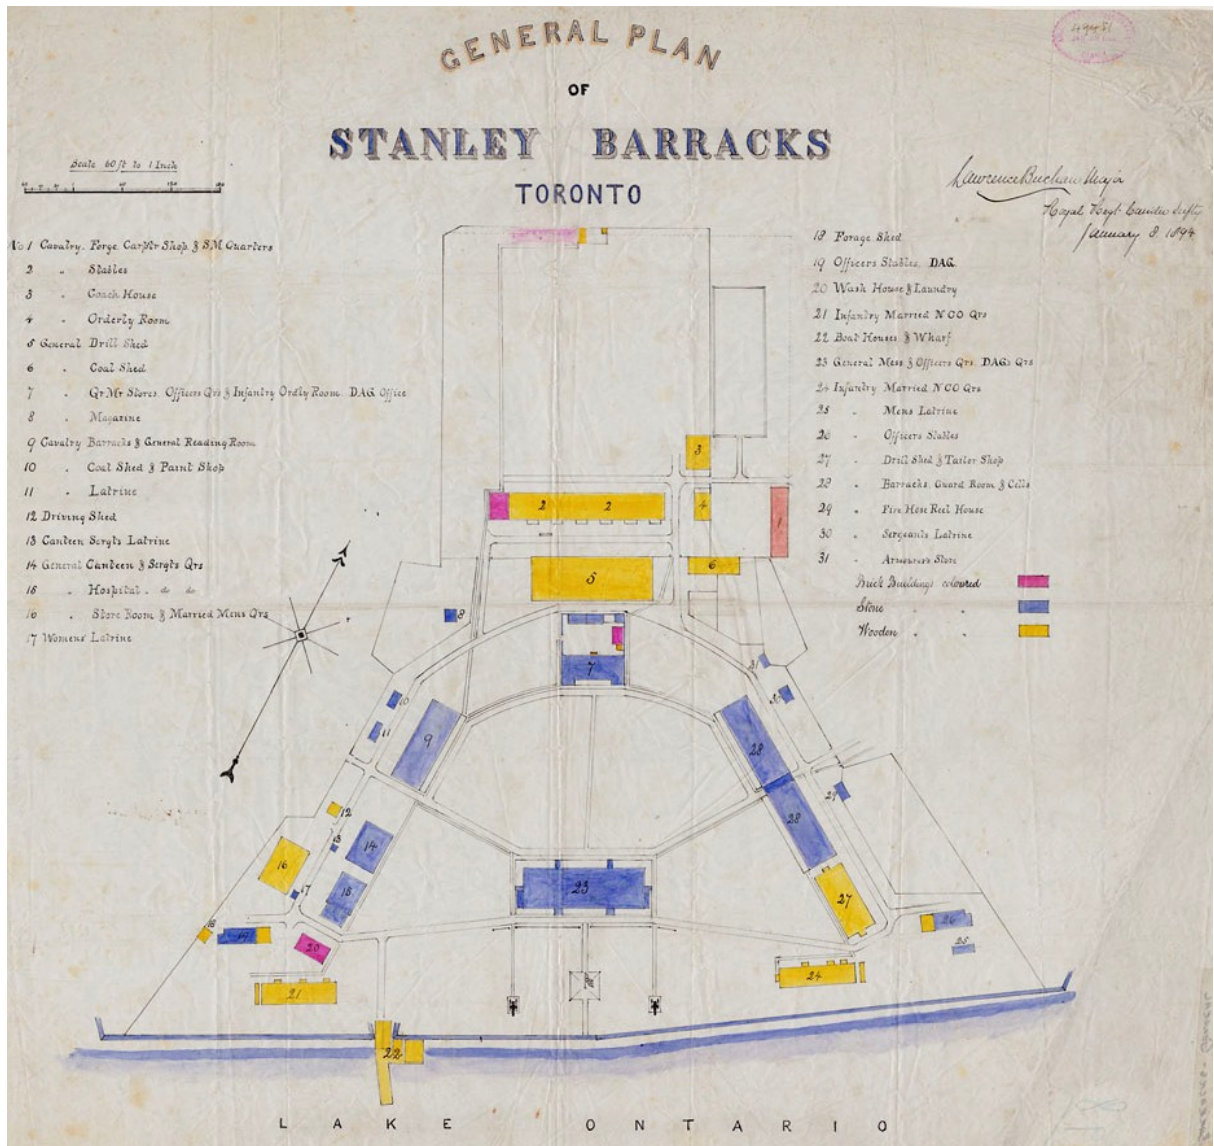 GENERAL PLAN
OF
STANLEY BARRACKS
TORONTO
49451
Scale 60 ft to 1 Inch
Lawrence Buchan Major
January 8. 1894
No 1 Cavalry. Forge, Carptr Shop & S.M Quarters
2 " Stables
3 " Coach House
4 " Orderly Room
5 General Drill Shed
6 " Coal Shed
7 " Qr Mr Stores. Officers Qrs & Infantry Ordly Room. DAG Office
8 " Magazine
9 Cavalry Barracks & General Reading Room
10 " Coal Shed & Paint Shop
11 " Latrine
12 Driving Shed
13 Canteen Sergts Latrine
14 General Canteen & Sergts Qrs
15 " Hospital. do do
16 " Store Room & Married Mens Qrs
17 Womens Latrine
18 Forage Shed
19 Officers Stables. DAG.
20 Wash House & Laundry
21 Infantry Married NCO Qrs
22 Boat Houses & Wharf
23 General Mess & Officers Qrs. DAGs Qrs
24 Infantry Married NCO Qrs
25 " Mens Latrine
26 " Officers Stables
27 " Drill Shed & Tailor Shop
28 " Barracks, Guard Room & Cells
29 " Fire Hose Reel House
30 " Sergeants Latrine
31 " Armourers Store
Brick Buildings coloured
Stone " "
Wooden " "
3
2 2 4 1
5 6
8
7
31
10 30
11 9 28
29
12 28
13 14
16
15 23
17 27
18 19 26
20 25
21 24
22
LAKE ONTARIO